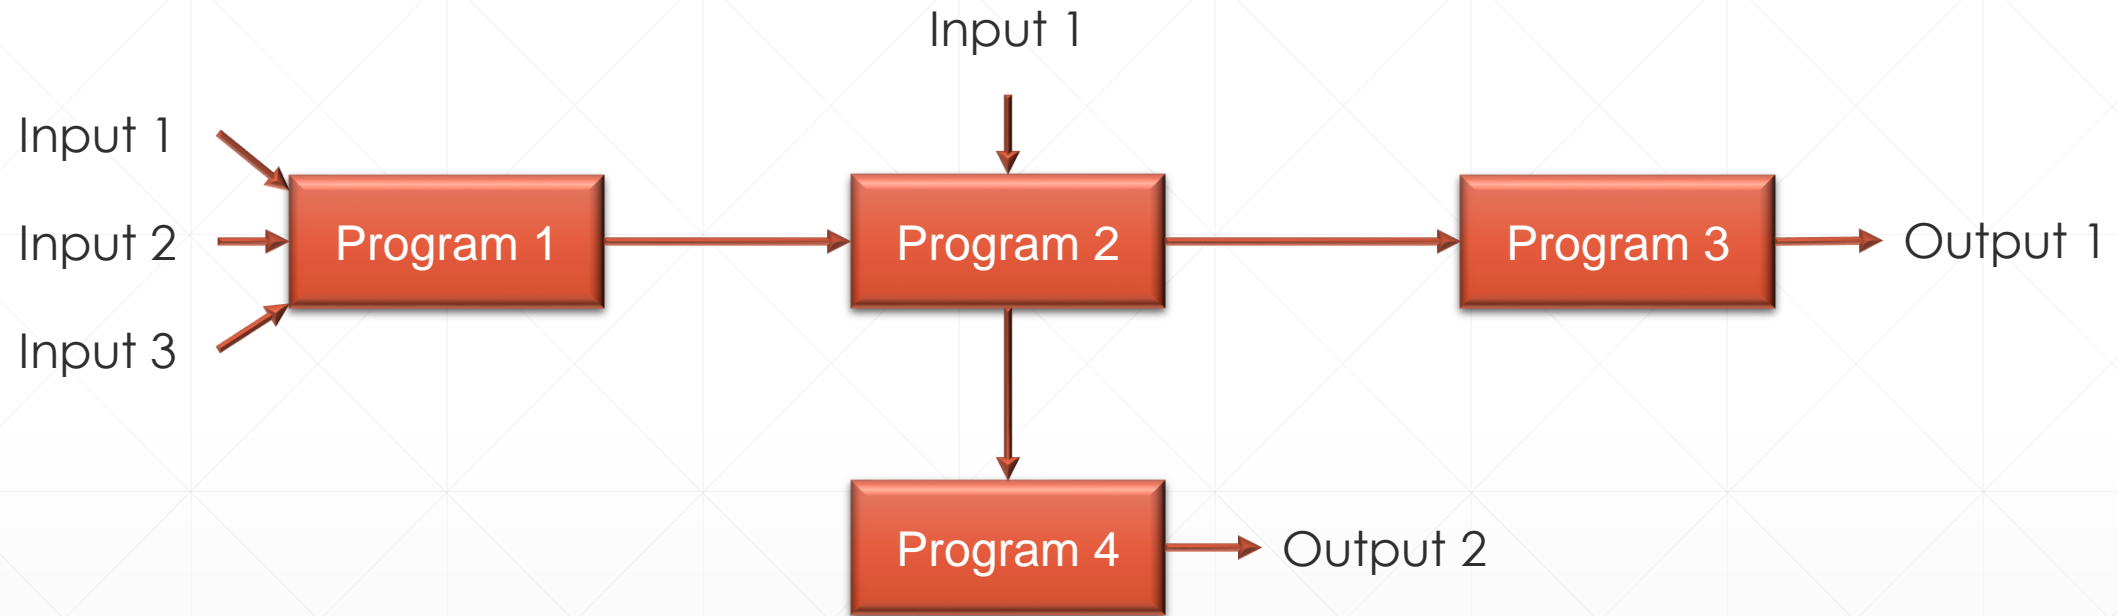 Input 1
Input 1
Input 2
Input 3
Program 1
Program 2
Program 3
Output 1
Program 4
Output 2